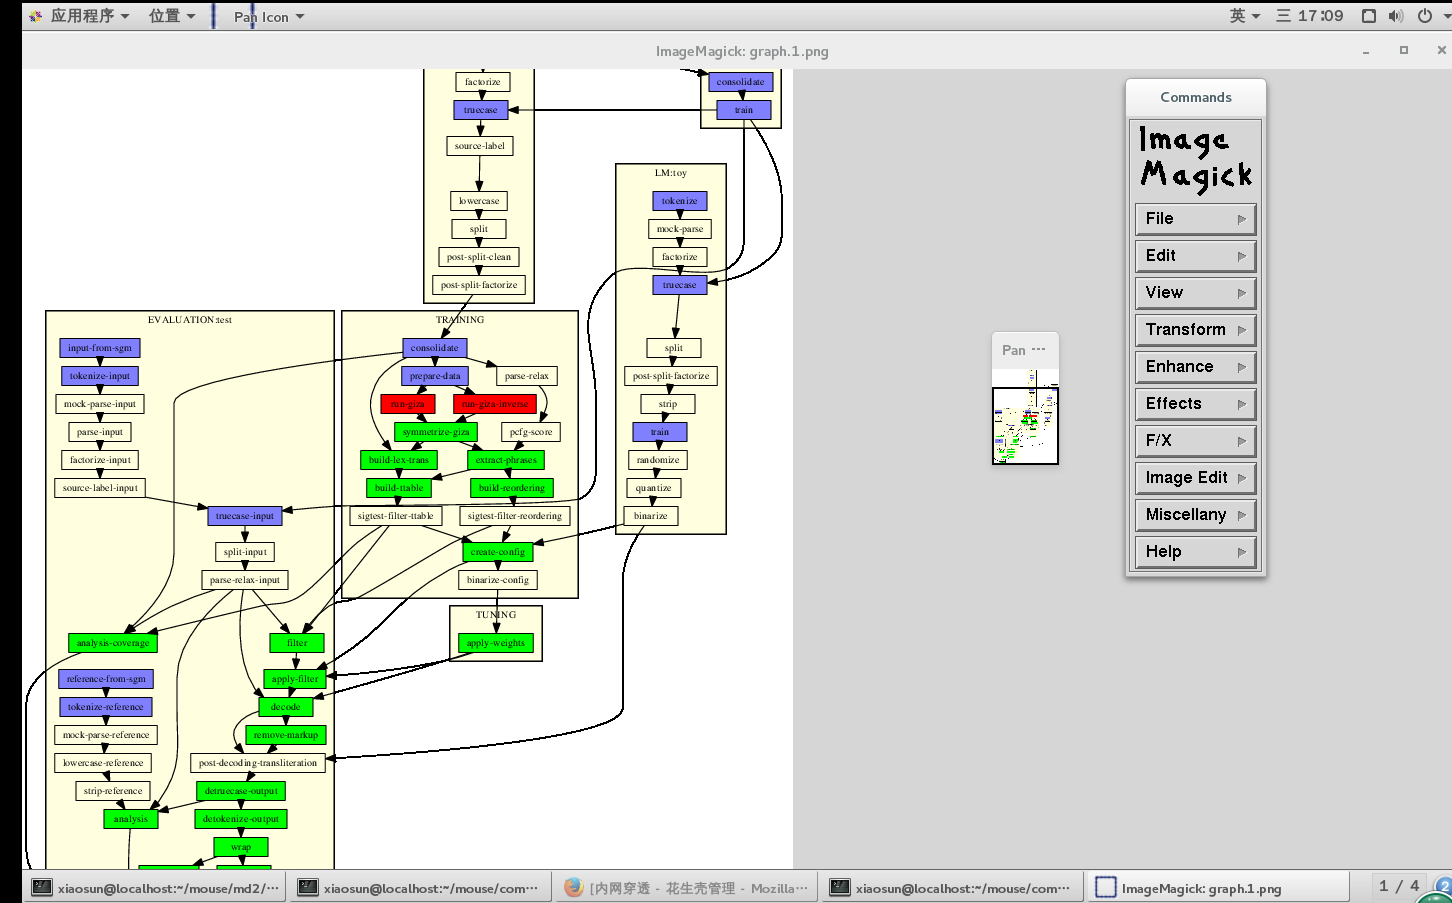 应用程序
位置
Pan Icon
英
三 17:09
ImageMagick: graph.1.png
factorize
truecase
source-label
lowercase
split
post-split-clean
post-split-factorize
consolidate
train
LM:toy
tokenize
mock-parse
factorize
truecase
split
post-split-factorize
strip
train
randomize
quantize
binarize
EVALUATION:test
input-from-sgm
tokenize-input
mock-parse-input
parse-input
factorize-input
source-label-input
truecase-input
split-input
parse-relax-input
analysis-coverage
filter
reference-from-sgm
apply-filter
tokenize-reference
decode
mock-parse-reference
remove-markup
lowercase-reference
post-decoding-transliteration
strip-reference
detruecase-output
analysis
detokenize-output
wrap
TRAINING
consolidate
prepare-data
parse-relax
run-giza
run-giza-inverse
symmetrize-giza
pcfg-score
build-lex-trans
extract-phrases
build-ttable
build-reordering
sigtest-filter-ttable
sigtest-filter-reordering
create-config
binarize-config
TUNING
apply-weights
Pan ···
Commands
Image
Magick
File
Edit
View
Transform
Enhance
Effects
F/X
Image Edit
Miscellany
Help
xiaosun@localhost:~/mouse/md2/···
xiaosun@localhost:~/mouse/com···
[内网穿透 - 花生壳管理 - Mozilla···
xiaosun@localhost:~/mouse/com···
ImageMagick: graph.1.png
1 / 4
2